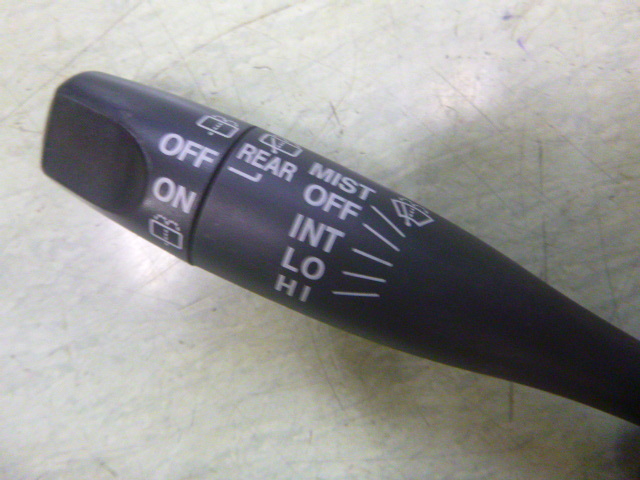 OFF
ON
REAR
MIST
OFF
INT
LO
HI